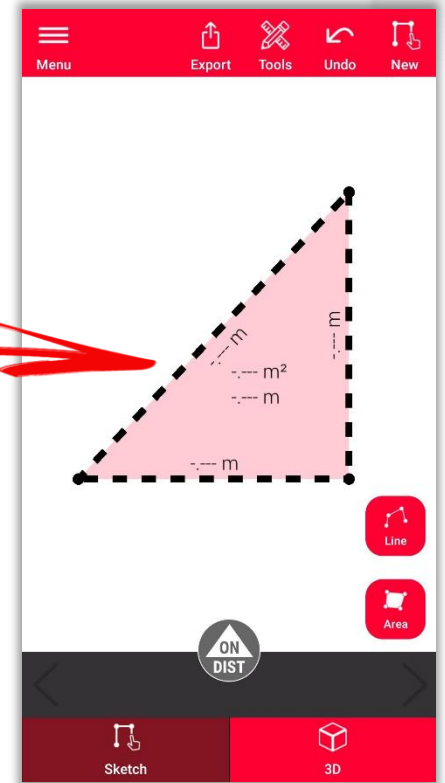 Menu Export Tools Undo New
-.--- m
-.--- m
-.--- m²
-.--- m
-.--- m
Line
Area
ON
DIST
Sketch 3D